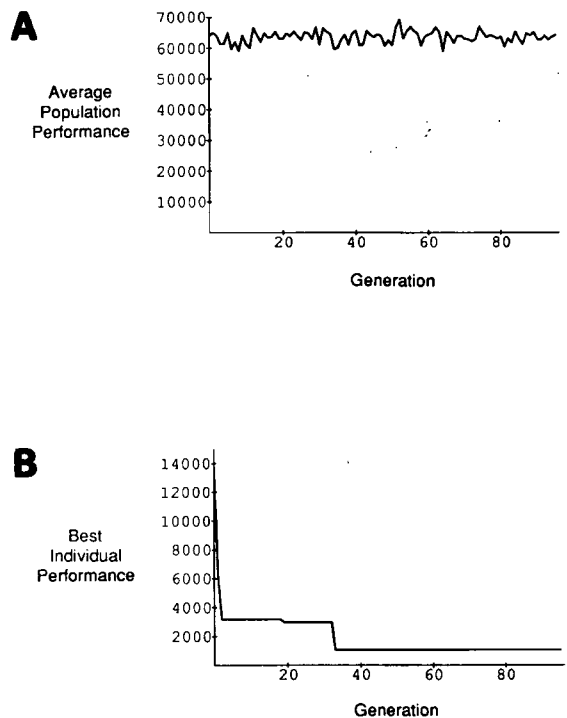 A
70000
60000
50000
40000
30000
20000
10000
Average
Population
Performance
20 40 60 80
Generation
B
14000
12000
10000
8000
6000
4000
2000
Best
Individual
Performance
20 40 60 80
Generation